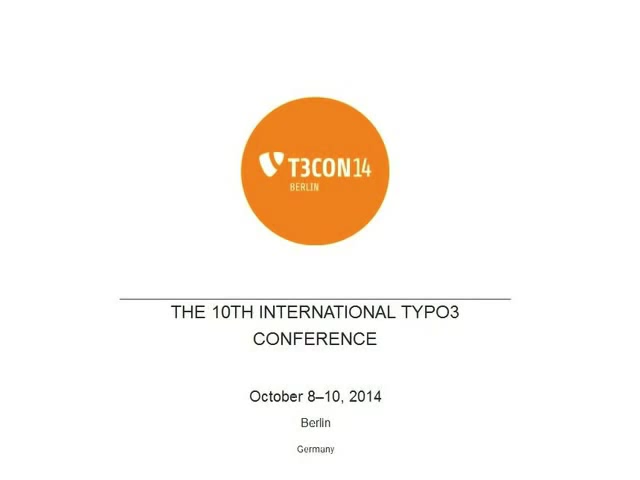 T3CON14
BERLIN
THE 10TH INTERNATIONAL TYPO3
CONFERENCE
October 8–10, 2014
Berlin
Germany